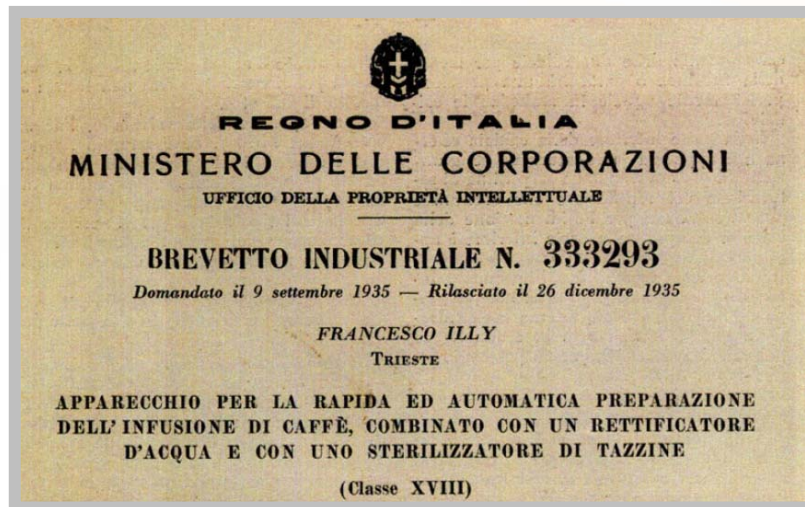 REGNO D'ITALIA
MINISTERO DELLE CORPORAZIONI
UFFICIO DELLA PROPRIETÀ INTELLETTUALE
BREVETTO INDUSTRIALE N. 333293
Domandato il 9 settembre 1935 — Rilasciato il 26 dicembre 1935
FRANCESCO ILLY
TRIESTE
APPARECCHIO PER LA RAPIDA ED AUTOMATICA PREPARAZIONE
DELL'INFUSIONE DI CAFFÈ, COMBINATO CON UN RETTIFICATORE
D'ACQUA E CON UNO STERILIZZATORE DI TAZZINE
(Classe XVIII)